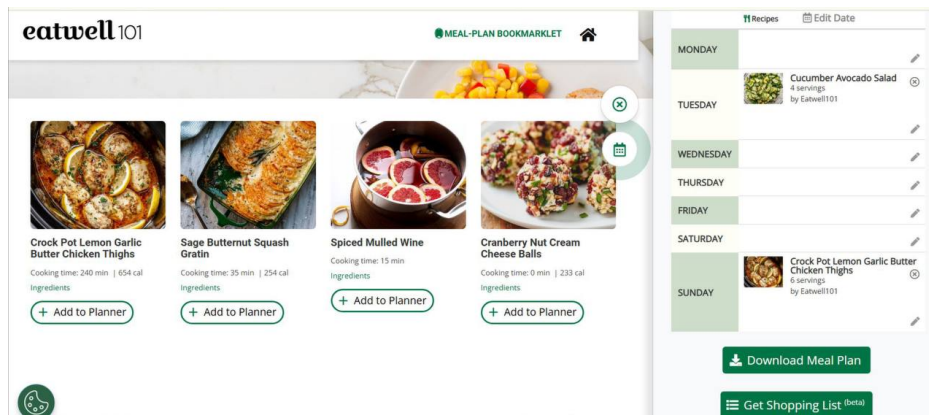 eatwell 101
MEAL-PLAN BOOKMARKLET
Crock Pot Lemon Garlic
Butter Chicken Thighs
Cooking time: 240 min | 654 cal
Ingredients
+ Add to Planner
Sage Butternut Squash
Gratin
Cooking time: 35 min | 254 cal
Ingredients
+ Add to Planner
Spiced Mulled Wine
Cooking time: 15 min
Ingredients
+ Add to Planner
Cranberry Nut Cream
Cheese Balls
Cooking time: 0 min | 233 cal
Ingredients
+ Add to Planner
Recipes
Edit Date
MONDAY
TUESDAY
Cucumber Avocado Salad
4 servings
by Eatwell101
WEDNESDAY
THURSDAY
FRIDAY
SATURDAY
SUNDAY
Crock Pot Lemon Garlic Butter
Chicken Thighs
6 servings
by Eatwell101
Download Meal Plan
Get Shopping List (beta)